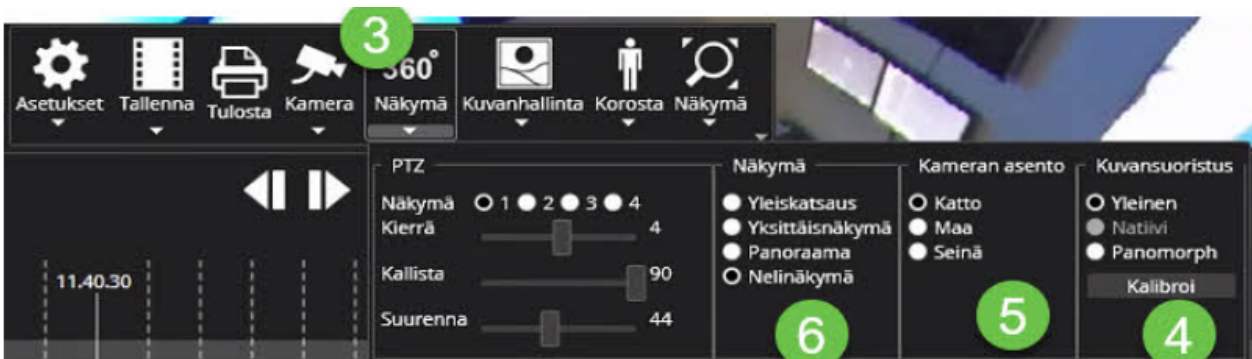 3
360°
Asetukset Tallenna Tulosta Kamera Näkymä Kuvanhallinta Korosta Näkymä
11.40.30
PTZ
Näkymä 1 2 3 4
Kierrä 4
Kallista 90
Suurenna 44
Näkymä
Yleiskatsaus
Yksittäisnäkymä
Panoraama
Nelinäkymä
6
Kameran asento
Katto
Maa
Seinä
5
Kuvansuoristus
Yleinen
Natiivi
Panomorph
Kalibroi
4